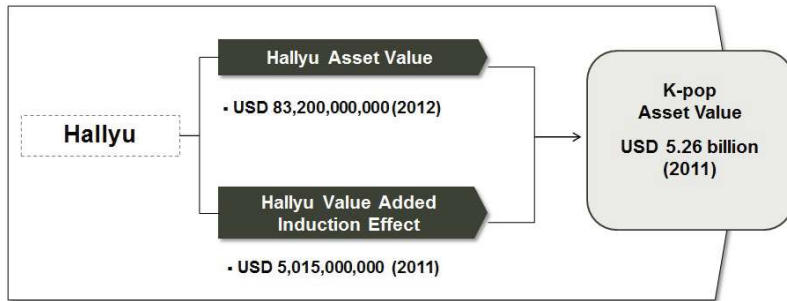 Hallyu
Hallyu Asset Value
- USD 83,200,000,000 (2012)
Hallyu Value Added
Induction Effect
- USD 5,015,000,000 (2011)
K-pop
Asset Value
USD 5.26 billion
(2011)